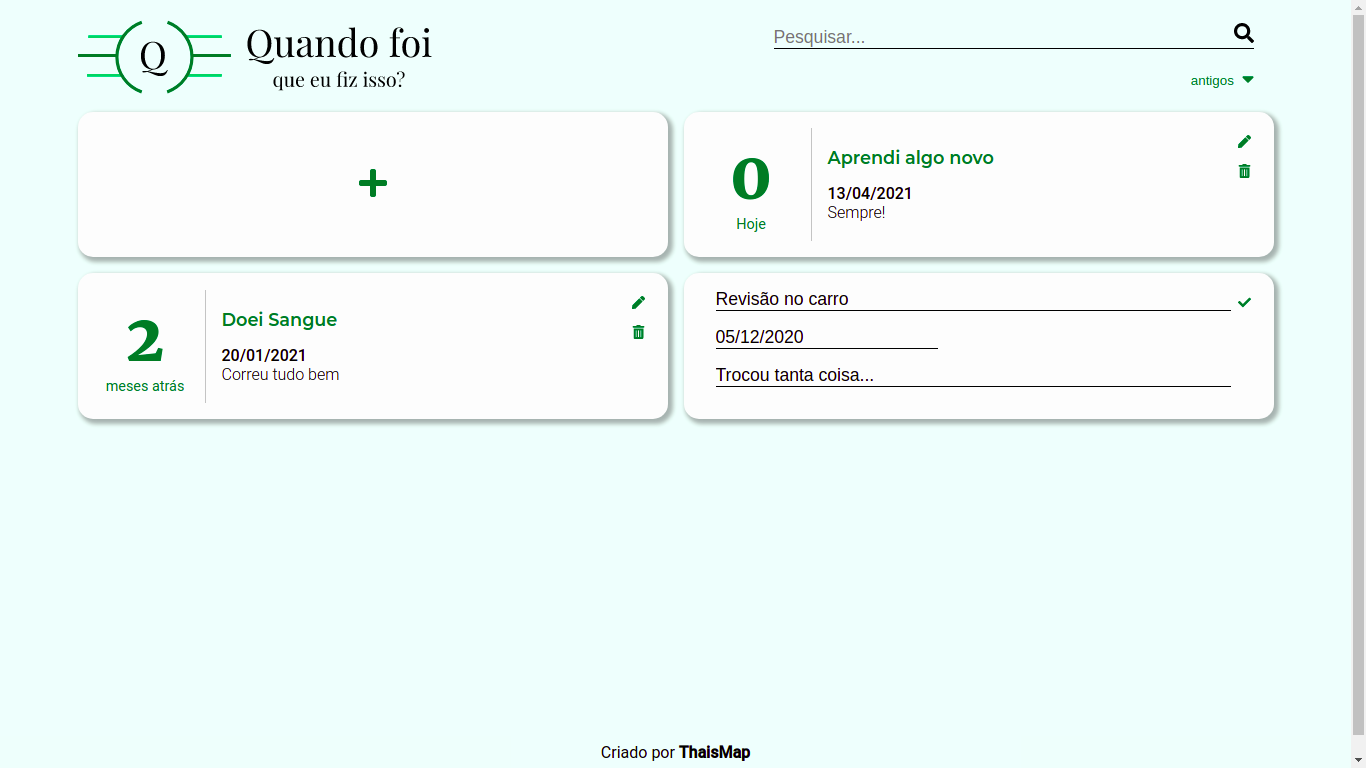 Q
Quando foi
que eu fiz isso?
Pesquisar...
antigos
0
Hoje
Aprendi algo novo
13/04/2021
Sempre!
2
meses atrás
Doei Sangue
20/01/2021
Correu tudo bem
Revisão no carro
05/12/2020
Trocou tanta coisa...
Criado por ThaisMap